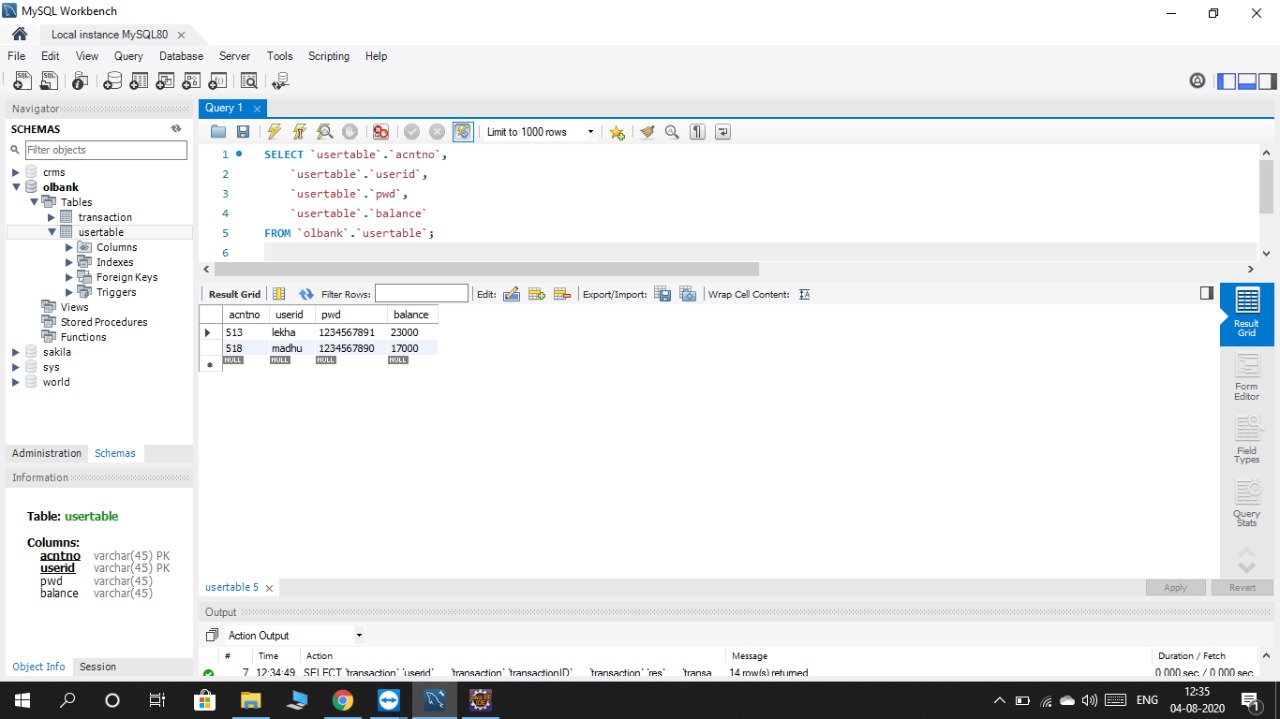 MySQL Workbench
Local instance MySQL80
File Edit View Query Database Server Tools Scripting Help
Navigator
SCHEMAS
Filter objects
crms
olbank
Tables
transaction
usertable
Columns
Indexes
Foreign Keys
Triggers
Views
Stored Procedures
Functions
sakila
sys
world
Administration Schemas
Information
Table: usertable
Columns:
acntno varchar(45) PK
userid varchar(45) PK
pwd varchar(45)
balance varchar(45)
Object Info Session
Query 1
Limit to 1000 rows
1 SELECT `usertable`.`acntno`,
2 `usertable`.`userid`,
3 `usertable`.`pwd`,
4 `usertable`.`balance`
5 FROM `olbank`.`usertable`;
6
Result Grid Filter Rows: Edit: Export/Import: Wrap Cell Content:
acntno userid pwd balance
513 lekha 1234567891 23000
518 madhu 1234567890 17000
NULL NULL NULL NULL
Result
Grid
Form
Editor
Field
Types
Query
Stats
usertable 5
Apply Revert
Output
Action Output
# Time Action Message Duration / Fetch
7 12:34:49 SELECT `transaction`.`userid`, `transaction`.`transactionID`, `transaction`.`res`, `transa... 14 row(s) returned 0.000 sec / 0.000 sec
ENG
12:35
04-08-2020
1